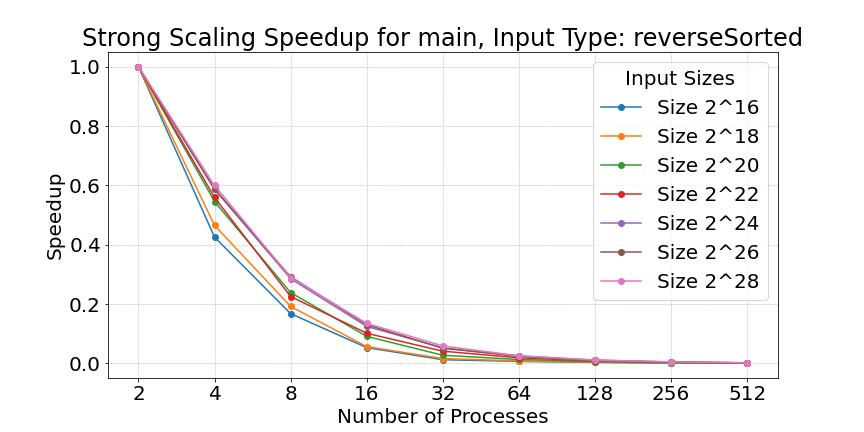 Strong Scaling Speedup for main, Input Type: reverseSorted
Speedup
1.0
0.8
0.6
0.4
0.2
0.0
Input Sizes
Size 2^16
Size 2^18
Size 2^20
Size 2^22
Size 2^24
Size 2^26
Size 2^28
2 4 8 16 32 64 128 256 512
Number of Processes